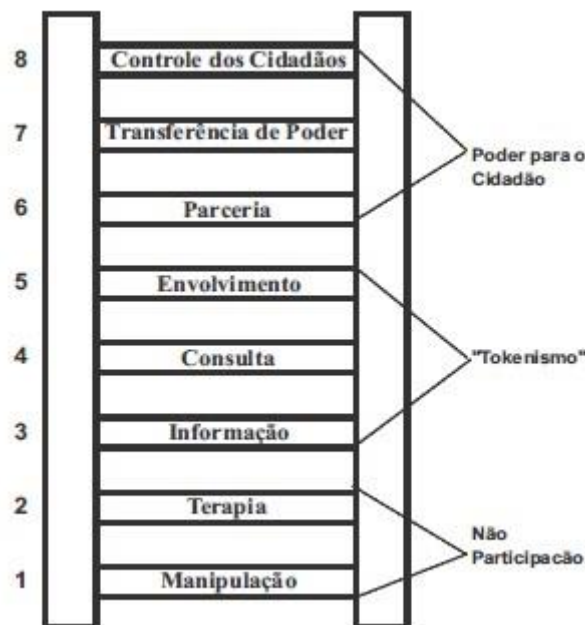 8 Controle dos Cidadãos
7 Transferência de Poder
Poder para o
Cidadão
6 Parceria
5 Envolvimento
4 Consulta
"Tokenismo"
3 Informação
2 Terapia
Não
Participacão
1 Manipulação